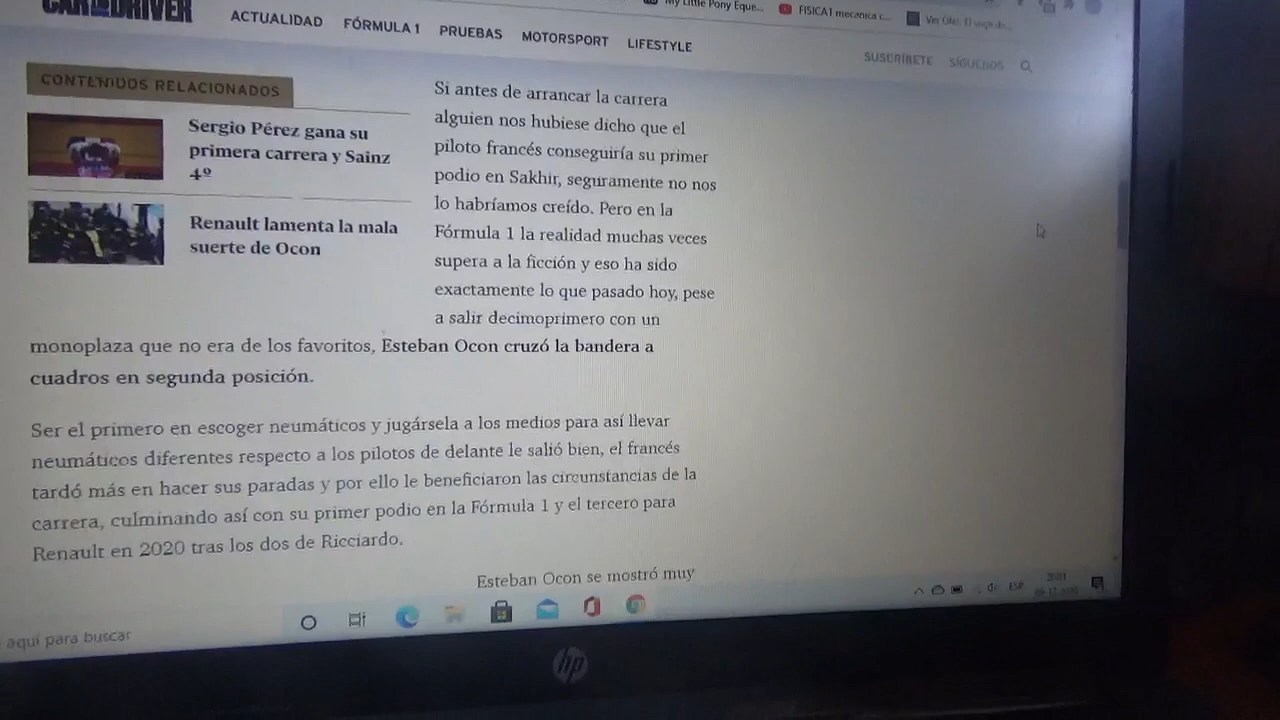 My Little Pony Eque...
FISICA1 mecanica c...
CAR DRIVER
ACTUALIDAD FÓRMULA 1 PRUEBAS MOTORSPORT LIFESTYLE
SUSCRÍBETE SÍGUENOS
CONTENIDOS RELACIONADOS
Sergio Pérez gana su
primera carrera y Sainz
4º
Renault lamenta la mala
suerte de Ocon
Si antes de arrancar la carrera
alguien nos hubiese dicho que el
piloto francés conseguiría su primer
podio en Sakhir, seguramente no nos
lo habríamos creído. Pero en la
Fórmula 1 la realidad muchas veces
supera a la ficción y eso ha sido
exactamente lo que pasado hoy, pese
a salir decimoprimero con un
monoplaza que no era de los favoritos, Esteban Ocon cruzó la bandera a
cuadros en segunda posición.
Ser el primero en escoger neumáticos y jugársela a los medios para así llevar
neumáticos diferentes respecto a los pilotos de delante le salió bien, el francés
tardó más en hacer sus paradas y por ello le beneficiaron las circunstancias de la
carrera, culminando así con su primer podio en la Fórmula 1 y el tercero para
Renault en 2020 tras los dos de Ricciardo.
Esteban Ocon se mostró muy
aquí para buscar
ESP
hp